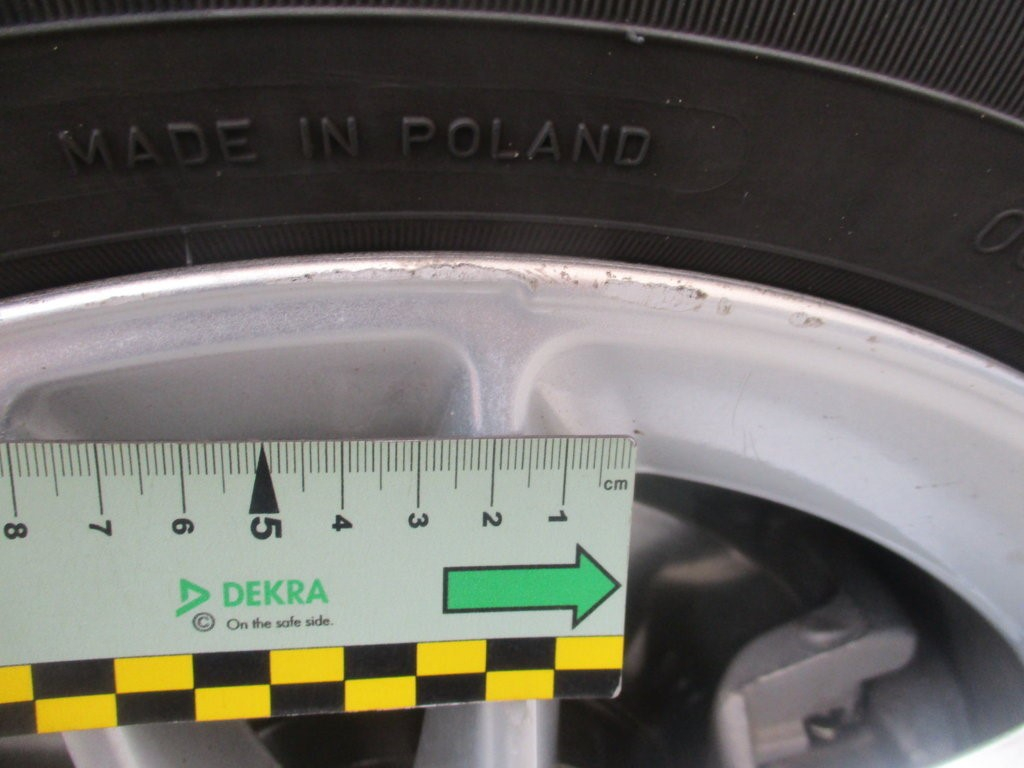 MADE IN POLAND
cm
8 7 6 5 4 3 2 1
DEKRA
© On the safe side.